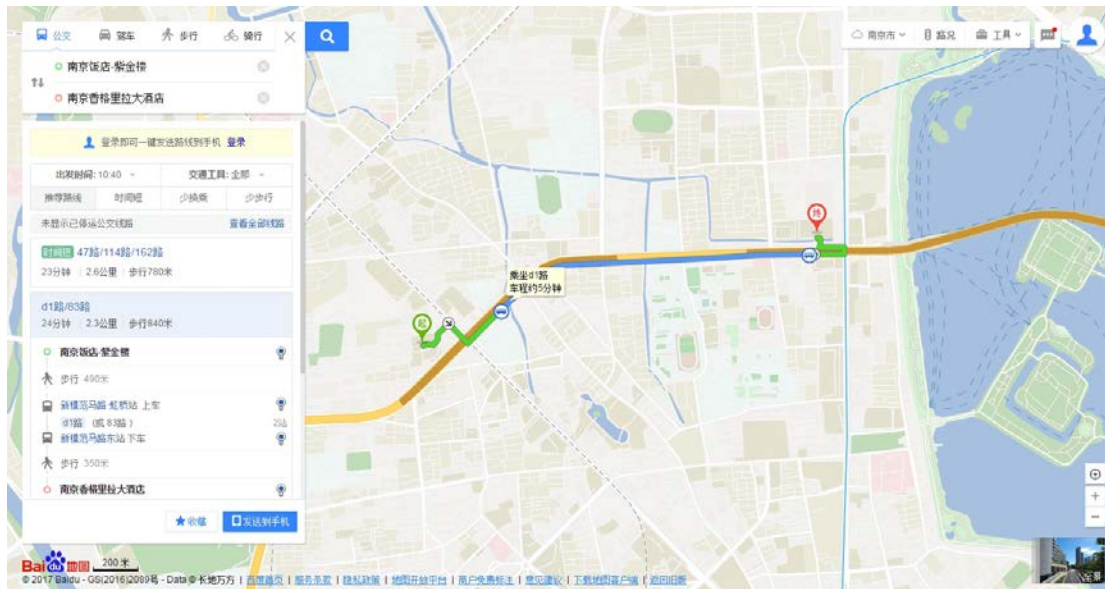 公交 驾车 步行 骑行
南京市 路况 工具
南京饭店-紫金楼
南京香格里拉大酒店
登录即可一键发送路线到手机 登录
出发时间: 10:40 交通工具: 全部
推荐路线 时间短 少换乘 少步行
未显示已停运公交线路 查看全部线路
时间短 47路/114路/152路
23分钟 2.6公里 步行780米
d1路/83路
24分钟 2.3公里 步行840米
南京饭店-紫金楼
步行 490米
新模范马路·虹桥站 上车
d1路 (或 83路) 2站
新模范马路东站 下车
步行 350米
南京香格里拉大酒店
收藏 发送到手机
起
乘坐d1路
车程约5分钟
终
全景
Bai du 地图 200 米
© 2017 Baidu - GS(2016)2089号 - Data © 长地万方 | 百度首页 | 服务条款 | 隐私政策 | 地图开放平台 | 商户免费标注 | 意见建议 | 下载地图客户端 | 返回旧版